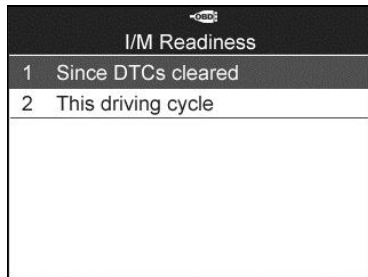 OBD
I/M Readiness
1 Since DTCs cleared
2 This driving cycle